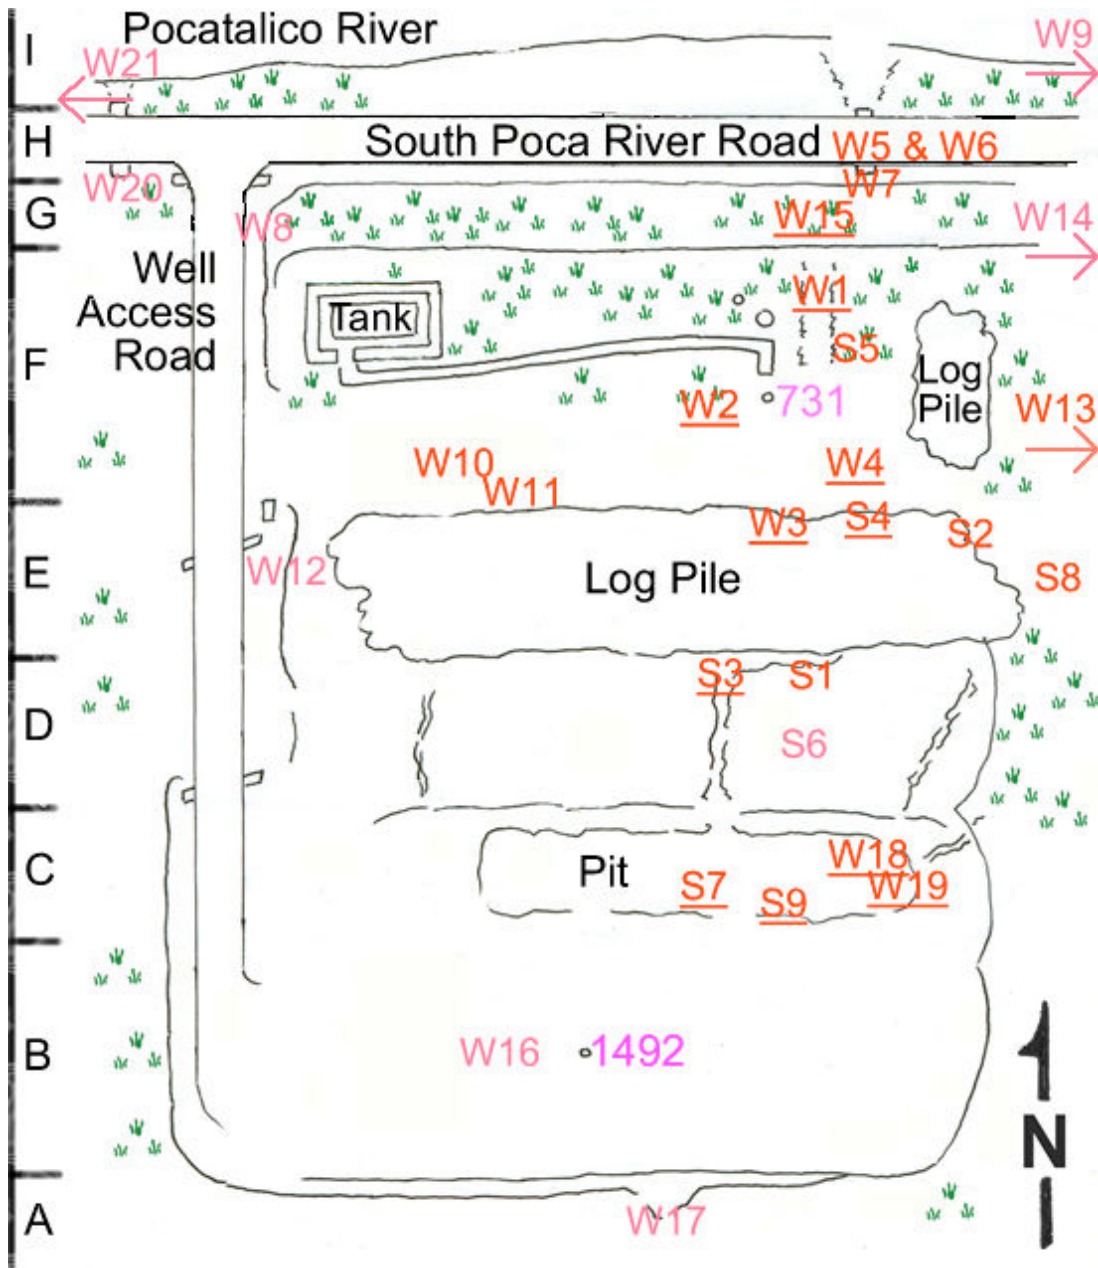 I
Pocatalico River
W9
W21
H
South Poca River Road
W5 & W6
W20
W7
G
W8
W15
W14
Well
Access
Road
Tank
W1
S5
F
Log
Pile
W2
731
W13
W10
W4
W11
W3
S4
S2
E
W12
Log Pile
S8
S3
S1
D
S6
C
Pit
W18
S7
W19
S9
B
W16
1492
N
A
W17